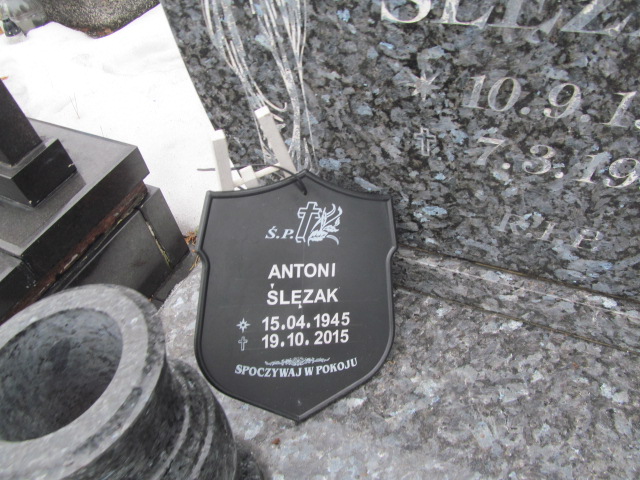 10.9.1
7.3.19
R.I.P.
Ś.P.
ANTONI
ŚLĘZAK
15.04.1945
19.10.2015
SPOCZYWAJ W POKOJU